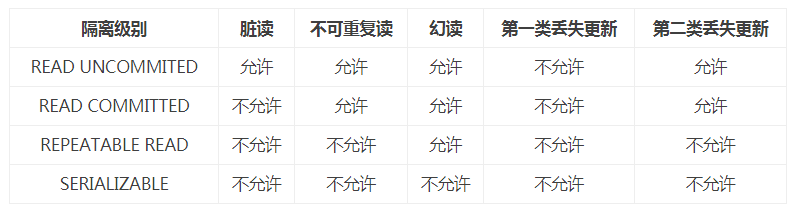 隔离级别 脏读 不可重复读 幻读 第一类丢失更新 第二类丢失更新
READ UNCOMMITED 允许 允许 允许 不允许 允许
READ COMMITTED 不允许 允许 允许 不允许 允许
REPEATABLE READ 不允许 不允许 允许 不允许 不允许
SERIALIZABLE 不允许 不允许 不允许 不允许 不允许